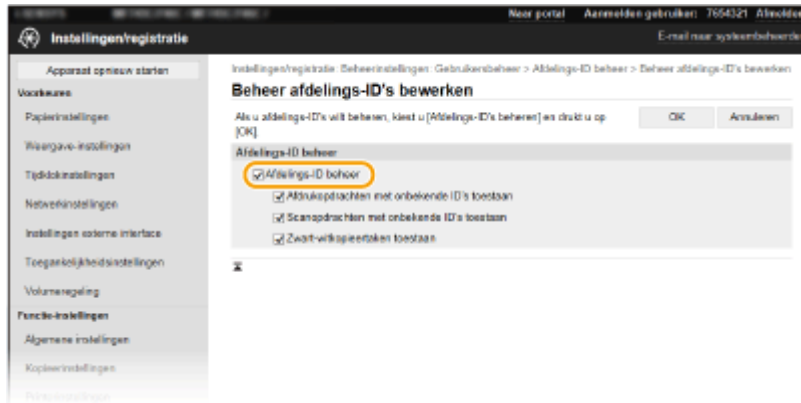 Naar portal Aanmelden gebruiker: 7654321 Afmelden
Instellingen/registratie
E-mail naar systeembeheerde
Apparaat opnieuw starten
Voorkeuren
Papierinstellingen
Weergave-instellingen
Tijdklokinstellingen
Netwerkinstellingen
Instellingen externe interface
Toegankelijkheidsinstellingen
Volumeregeling
Functie-instellingen
Algemene instellingen
Kopieerinstellingen
Instellingen/registratie: Beheerinstellingen: Gebruikersbeheer > Afdelings-ID beheer > Beheer afdelings-ID's bewerken
Beheer afdelings-ID's bewerken
Als u afdelings-ID's wilt beheren, kiest u [Afdelings-ID's beheren] en drukt u op
[OK].
OK Annuleren
Afdelings-ID beheer
Afdelings-ID beheer
Afdrukopdrachten met onbekende ID's toestaan
Scanopdrachten met onbekende ID's toestaan
Zwart-witkopieertaken toestaan